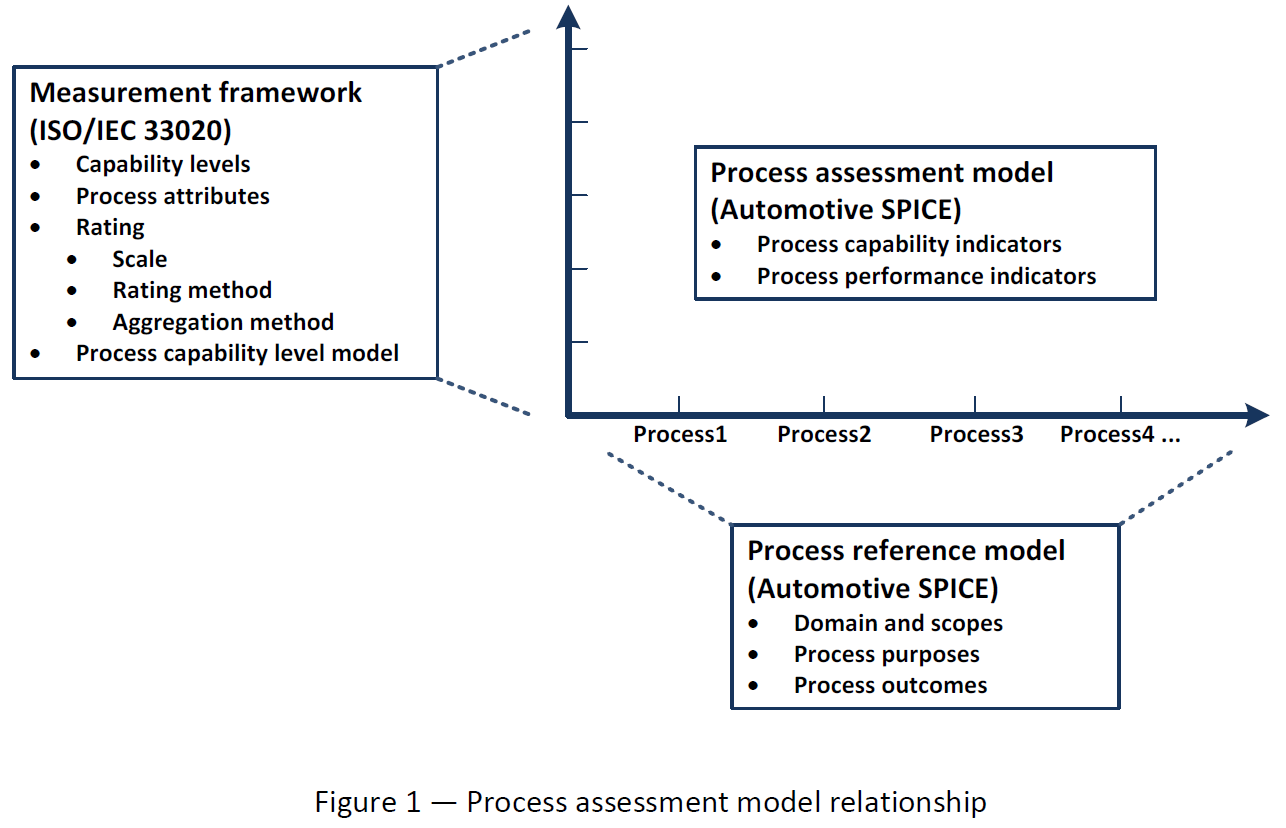 Measurement framework
(ISO/IEC 33020)
• Capability levels
• Process attributes
• Rating
• Scale
• Rating method
• Aggregation method
• Process capability level model
Process assessment model
(Automotive SPICE)
• Process capability indicators
• Process performance indicators
Process1 Process2 Process3 Process4 ...
Process reference model
(Automotive SPICE)
• Domain and scopes
• Process purposes
• Process outcomes
Figure 1 — Process assessment model relationship